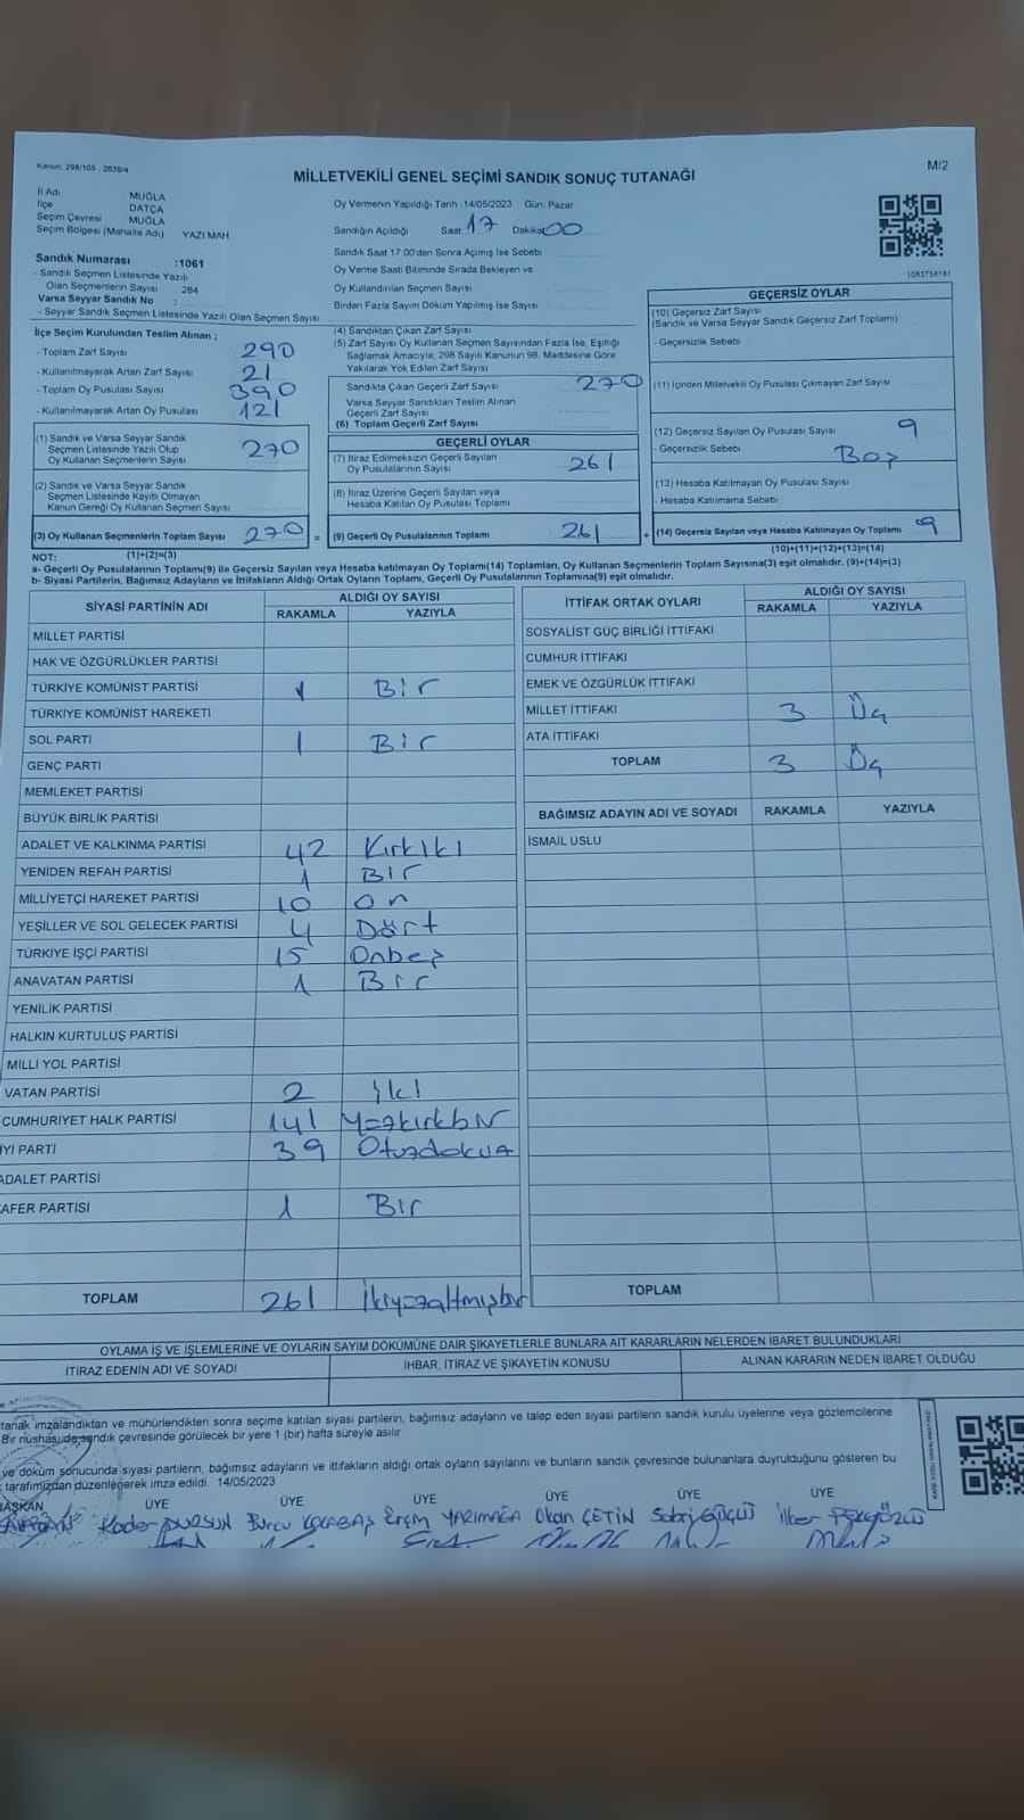 Kanun: 298/105
M/2
MİLLETVEKİLİ GENEL SEÇİMİ SANDIK SONUÇ TUTANAĞI
İl Adı MUĞLA
İlçe DATÇA
Seçim Çevresi MUĞLA
Seçim Bölgesi (Mahalle Adı) YAZI MAH.
Oy Vermenin Yapıldığı Tarih :14/05/2023 Gün: Pazar
Sandığın Açıldığı Saat 17 Dakika 00
Sandık Saat 17:00'den Sonra Açılmış İse Sebebi
Oy Verme Saati Bitiminde Sırada Bekleyen ve
Oy Kullandırılan Seçmen Sayısı
Birden Fazla Sayım Döküm Yapılmış İse Sayısı
Sandık Numarası :1061
- Sandık Seçmen Listesinde Yazılı
Olan Seçmenlerin Sayısı 284
Varsa Seyyar Sandık No :
- Seyyar Sandık Seçmen Listesinde Yazılı Olan Seçmen Sayısı
İlçe Seçim Kurulundan Teslim Alınan ;
- Toplam Zarf Sayısı 290
- Kullanılmayarak Artan Zarf Sayısı 21
- Toplam Oy Pusulası Sayısı 390
- Kullanılmayarak Artan Oy Pusulası 121
(1) Sandık ve Varsa Seyyar Sandık
Seçmen Listesinde Yazılı Olup
Oy Kullanan Seçmenlerin Sayısı 270
(2) Sandık ve Varsa Seyyar Sandık
Seçmen Listesinde Kayıtlı Olmayan
Kanun Gereği Oy Kullanan Seçmen Sayısı
(3) Oy Kullanan Seçmenlerin Toplam Sayısı 270 =
(4) Sandıktan Çıkan Zarf Sayısı
(5) Zarf Sayısı Oy Kullanan Seçmen Sayısından Fazla İse, Eşitliği
Sağlamak Amacıyla, 298 Sayılı Kanunun 98. Maddesine Göre
Yakılarak Yok Edilen Zarf Sayısı
Sandıkta Çıkan Geçerli Zarf Sayısı 270
Varsa Seyyar Sandıktan Teslim Alınan
Geçerli Zarf Sayısı
(6) Toplam Geçerli Zarf Sayısı
GEÇERLİ OYLAR
(7) İtiraz Edilmeksizin Geçerli Sayılan
Oy Pusulalarının Sayısı 261
(8) İtiraz Üzerine Geçerli Sayılan veya
Hesaba Katılan Oy Pusulası Toplamı
(9) Geçerli Oy Pusulalarının Toplamı 261 +
GEÇERSİZ OYLAR
(10) Geçersiz Zarf Sayısı
(Sandık ve Varsa Seyyar Sandık Geçersiz Zarf Toplamı)
- Geçersizlik Sebebi
(11) İçinden Milletvekili Oy Pusulası Çıkmayan Zarf Sayısı
(12) Geçersiz Sayılan Oy Pusulası Sayısı 9
- Geçersizlik Sebebi Boş
(13) Hesaba Katılmayan Oy Pusulası Sayısı
- Hesaba Katılmama Sebebi
(14) Geçersiz Sayılan veya Hesaba Katılmayan Oy Toplamı 9
NOT: (1)+(2)=(3) (10)+(11)+(12)+(13)=(14)
a- Geçerli Oy Pusulalarının Toplamı(9) ile Geçersiz Sayılan veya Hesaba katılmayan Oy Toplamı(14) Toplamları, Oy Kullanan Seçmenlerin Toplam Sayısına(3) eşit olmalıdır. (9)+(14)=(3)
b- Siyasi Partilerin, Bağımsız Adayların ve İttifakların Aldığı Ortak Oyların Toplamı, Geçerli Oy Pusulalarının Toplamına(9) eşit olmalıdır.
SİYASİ PARTİNİN ADI ALDIĞI OY SAYISI
RAKAMLA YAZIYLA
MİLLET PARTİSİ
HAK VE ÖZGÜRLÜKLER PARTİSİ
TÜRKİYE KOMÜNİST PARTİSİ 1 Bir
TÜRKİYE KOMÜNİST HAREKETİ
SOL PARTİ 1 Bir
GENÇ PARTİ
MEMLEKET PARTİSİ
BÜYÜK BİRLİK PARTİSİ
ADALET VE KALKINMA PARTİSİ 42 Kırkiki
YENİDEN REFAH PARTİSİ 1 Bir
MİLLİYETÇİ HAREKET PARTİSİ 10 On
YEŞİLLER VE SOL GELECEK PARTİSİ 4 Dört
TÜRKİYE İŞÇİ PARTİSİ 15 Onbeş
ANAVATAN PARTİSİ 1 Bir
YENİLİK PARTİSİ
HALKIN KURTULUŞ PARTİSİ
MİLLİ YOL PARTİSİ
VATAN PARTİSİ 2 İki
CUMHURİYET HALK PARTİSİ 141 Yüzkırkbir
İYİ PARTİ 39 Otuzdokuz
ADALET PARTİSİ
ZAFER PARTİSİ 1 Bir
TOPLAM 261 İkiyüzaltmışbir
İTTİFAK ORTAK OYLARI ALDIĞI OY SAYISI
RAKAMLA YAZIYLA
SOSYALİST GÜÇ BİRLİĞİ İTTİFAKI
CUMHUR İTTİFAKI
EMEK VE ÖZGÜRLÜK İTTİFAKI
MİLLET İTTİFAKI 3 Üç
ATA İTTİFAKI
TOPLAM 3 Üç
BAĞIMSIZ ADAYIN ADI VE SOYADI RAKAMLA YAZIYLA
İSMAİL USLU
TOPLAM
OYLAMA İŞ VE İŞLEMLERİNE VE OYLARIN SAYIM DÖKÜMÜNE DAİR ŞİKAYETLERLE BUNLARA AİT KARARLARIN NELERDEN İBARET BULUNDUKLARI
İTİRAZ EDENİN ADI VE SOYADI İHBAR, İTİRAZ VE ŞİKAYETİN KONUSU ALINAN KARARIN NEDEN İBARET OLDUĞU
tanak imzalandıktan ve mühürlendikten sonra seçime katılan siyasi partilerin, bağımsız adayların ve talep eden siyasi partilerin sandık kurulu üyelerine veya gözlemcilerine
Bir nüshası da sandık çevresinde görülecek bir yere 1 (bir) hafta süreyle asılır
ve döküm sonucunda siyasi partilerin, bağımsız adayların ve ittifakların aldığı ortak oyların sayılarını ve bunların sandık çevresinde bulunanlara duyrulduğunu gösteren bu
tarafımızdan düzenlenerek imza edildi. 14/05/2023
BAŞKAN ÜYE ÜYE ÜYE ÜYE ÜYE ÜYE
Kader DURSUN Burcu KOCABAŞ Okan ÇETİN Sabri GÜÇLÜ İlker